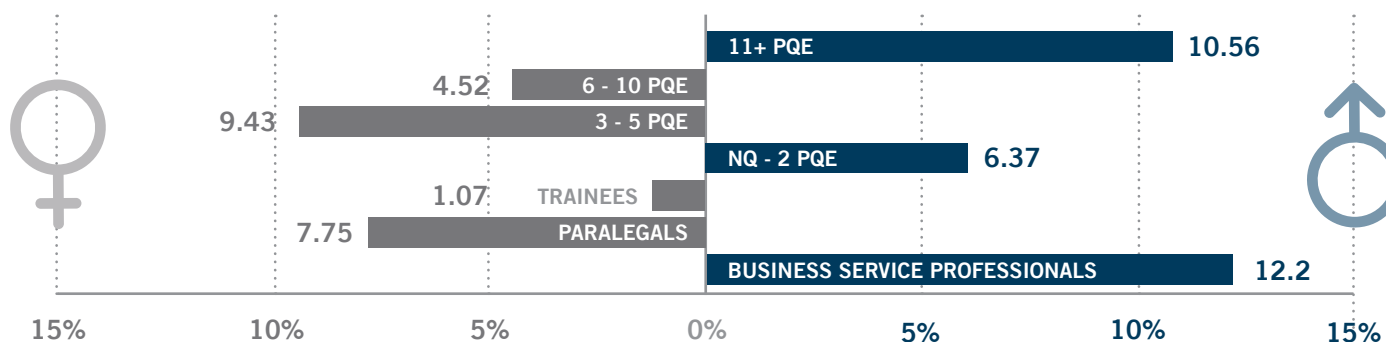 11+ PQE 10.56
4.52 6 - 10 PQE
9.43 3 - 5 PQE
NQ - 2 PQE 6.37
1.07 TRAINEES
7.75 PARALEGALS
BUSINESS SERVICE PROFESSIONALS 12.2
15% 10% 5% 0% 5% 10% 15%